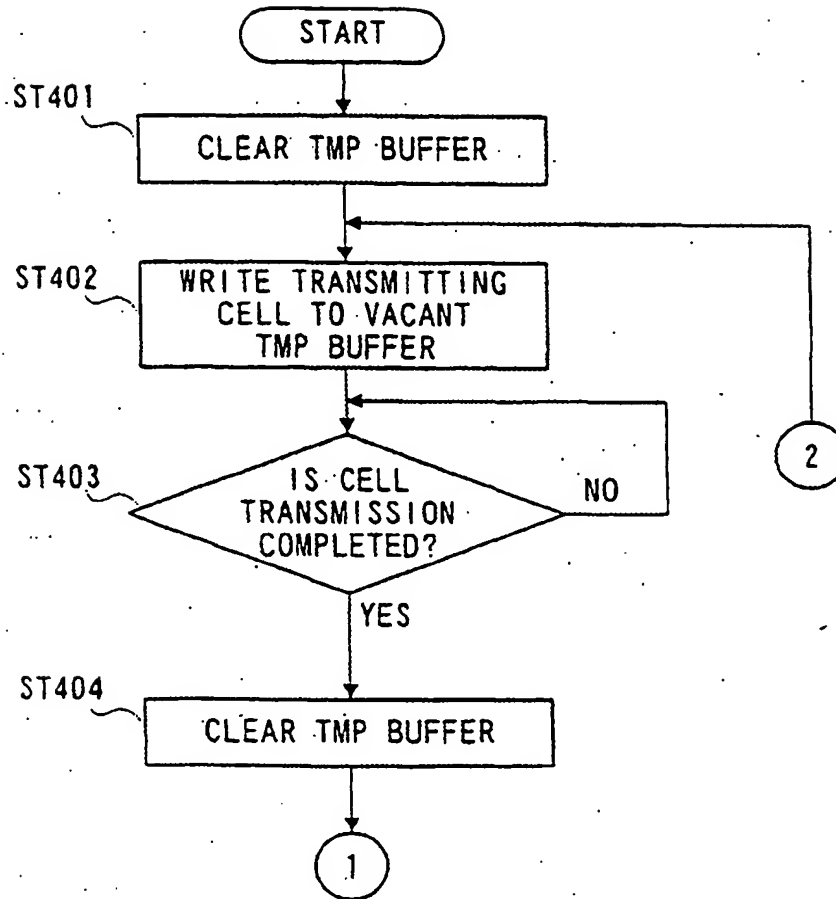 START
ST401
CLEAR TMP BUFFER
ST402
WRITE TRANSMITTING
CELL TO VACANT
TMP BUFFER
2
ST403
IS CELL
TRANSMISSION
COMPLETED?
NO
YES
ST404
CLEAR TMP BUFFER
1